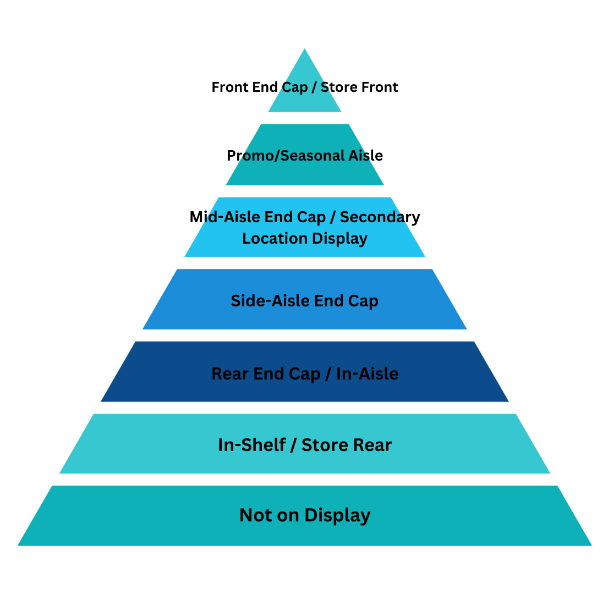 Front End Cap / Store Front
Promo/Seasonal Aisle
Mid-Aisle End Cap / Secondary
Location Display
Side-Aisle End Cap
Rear End Cap / In-Aisle
In-Shelf / Store Rear
Not on Display